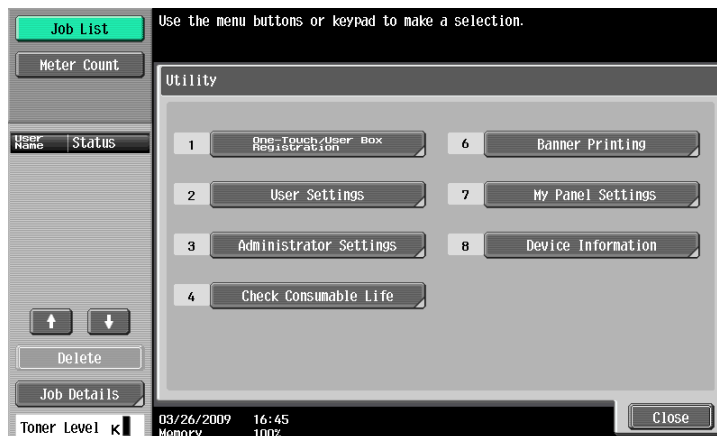 Job List
Meter Count
User Name Status
Delete
Job Details
Toner Level K
Use the menu buttons or keypad to make a selection.
Utility
1 One-Touch/User Box Registration
2 User Settings
3 Administrator Settings
4 Check Consumable Life
6 Banner Printing
7 My Panel Settings
8 Device Information
Close
03/26/2009 16:45
Memory 100%